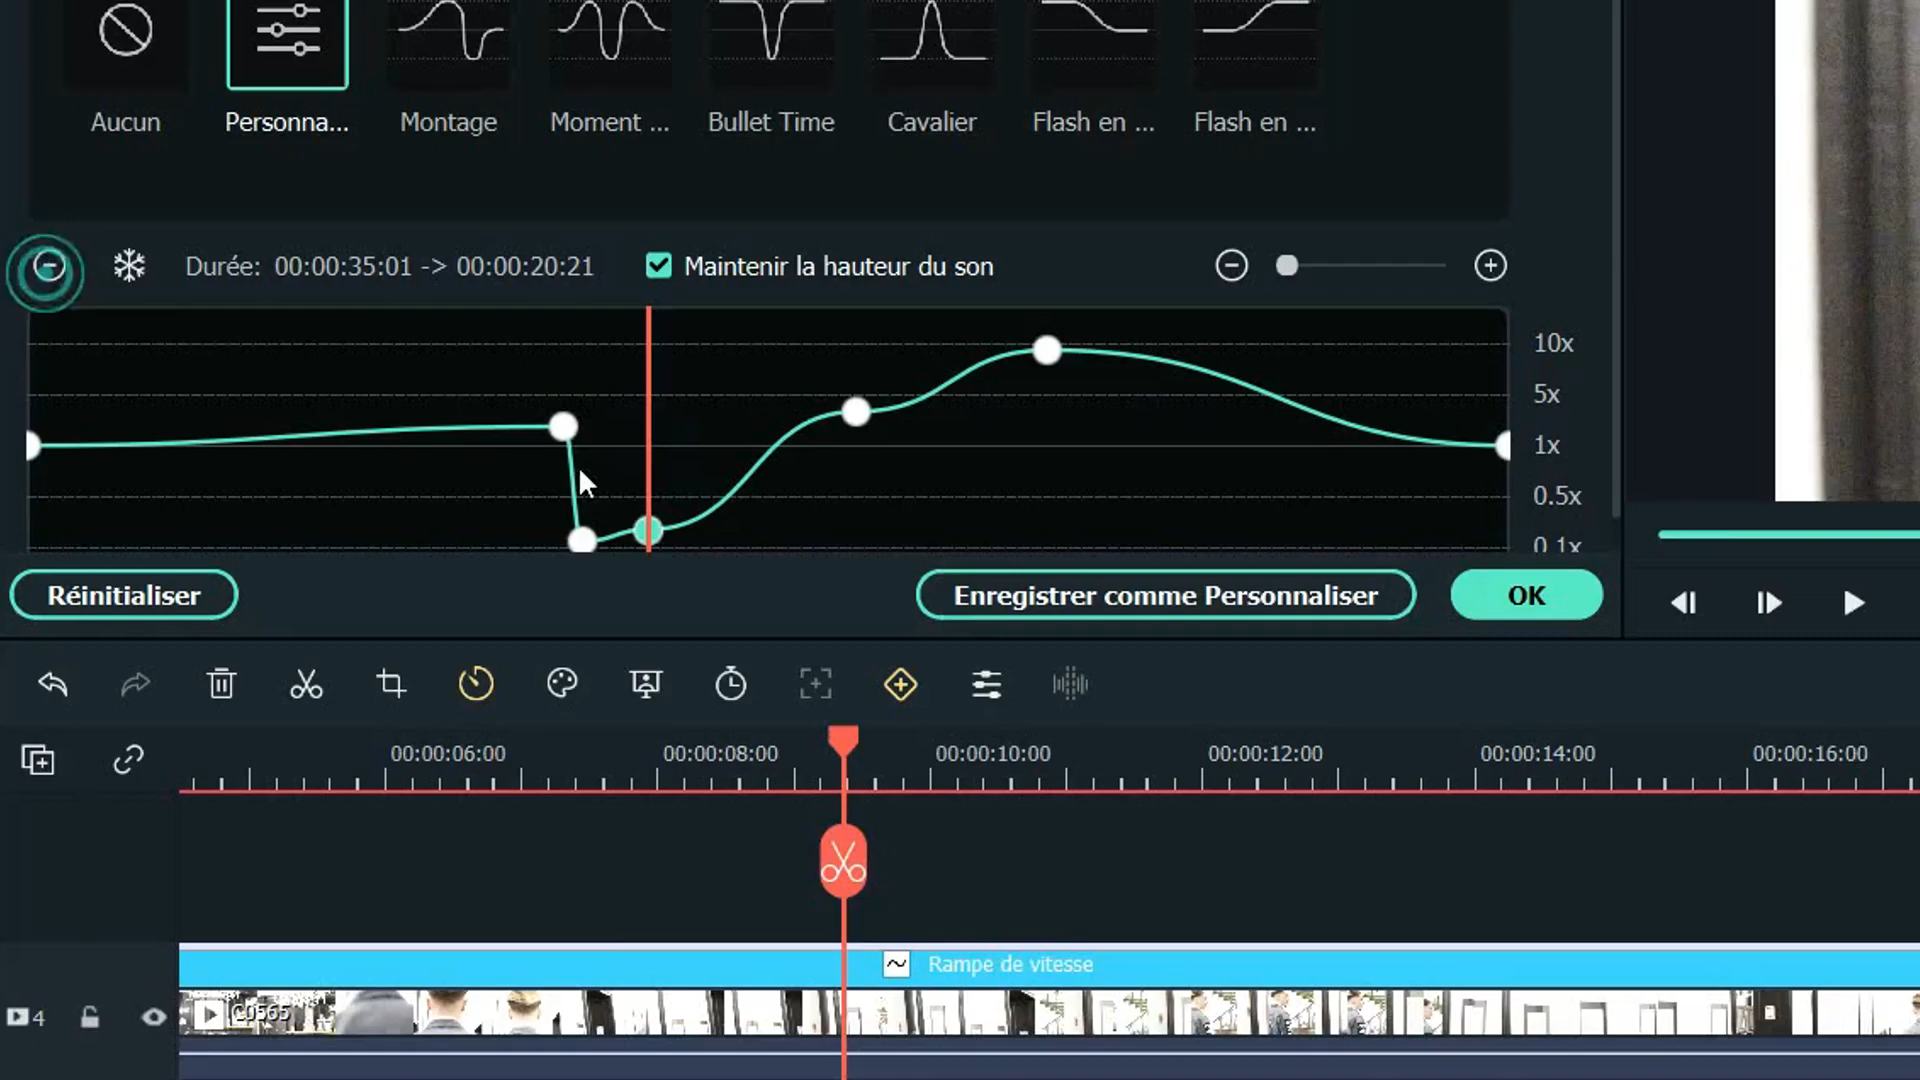 Aucun
Personna...
Montage
Moment ...
Bullet Time
Cavalier
Flash en ...
Flash en ...
Durée: 00:00:35:01 -> 00:00:20:21
Maintenir la hauteur du son
10x
5x
1x
0.5x
0.1x
Réinitialiser
Enregistrer comme Personnaliser
OK
00:00:06:00
00:00:08:00
00:00:10:00
00:00:12:00
00:00:14:00
00:00:16:00
Rampe de vitesse
4
C0565